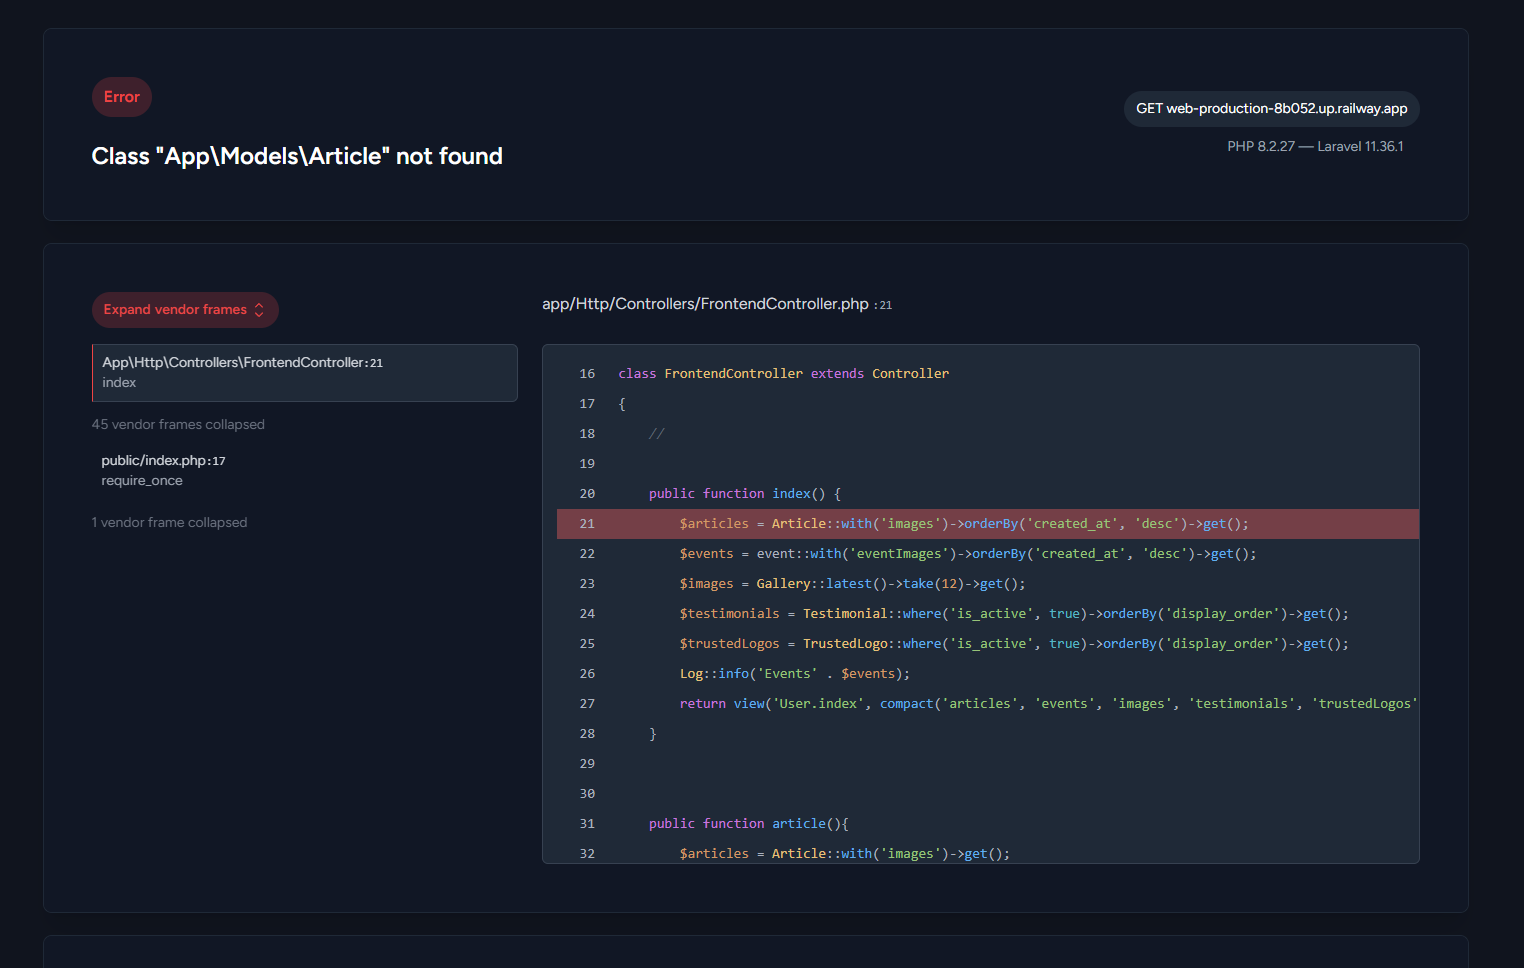 Error
Class "App\Models\Article" not found
GET web-production-8b052.up.railway.app
PHP 8.2.27 — Laravel 11.36.1
Expand vendor frames
App\Http\Controllers\FrontendController:21
index
45 vendor frames collapsed
public/index.php:17
require_once
1 vendor frame collapsed
app/Http/Controllers/FrontendController.php :21
16 class FrontendController extends Controller
17 {
18     //
19
20     public function index() {
21         $articles = Article::with('images')->orderBy('created_at', 'desc')->get();
22         $events = event::with('eventImages')->orderBy('created_at', 'desc')->get();
23         $images = Gallery::latest()->take(12)->get();
24         $testimonials = Testimonial::where('is_active', true)->orderBy('display_order')->get();
25         $trustedLogos = TrustedLogo::where('is_active', true)->orderBy('display_order')->get();
26         Log::info('Events' . $events);
27         return view('User.index', compact('articles', 'events', 'images', 'testimonials', 'trustedLogos'
28     }
29
30
31     public function article(){
32         $articles = Article::with('images')->get();